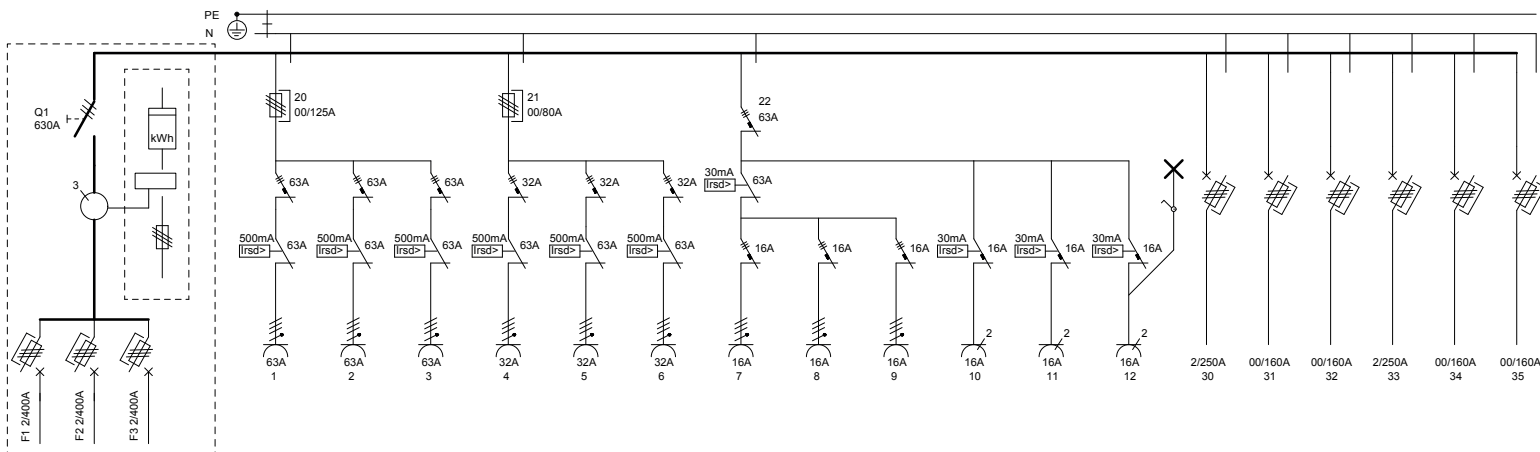 PE
N
Q1
630A
kWh
3
F1 2/400A
F2 2/400A
F3 2/400A
20
00/125A
21
00/80A
22
63A
63A
63A
63A
32A
32A
32A
30mA
Irsd>
63A
500mA
Irsd>
63A
500mA
Irsd>
63A
500mA
Irsd>
63A
500mA
Irsd>
63A
500mA
Irsd>
63A
500mA
Irsd>
63A
16A
16A
16A
30mA
Irsd>
16A
30mA
Irsd>
16A
30mA
Irsd>
16A
2
2
2
63A
1
63A
2
63A
3
32A
4
32A
5
32A
6
16A
7
16A
8
16A
9
16A
10
16A
11
16A
12
2/250A
30
00/160A
31
00/160A
32
2/250A
33
00/160A
34
00/160A
35